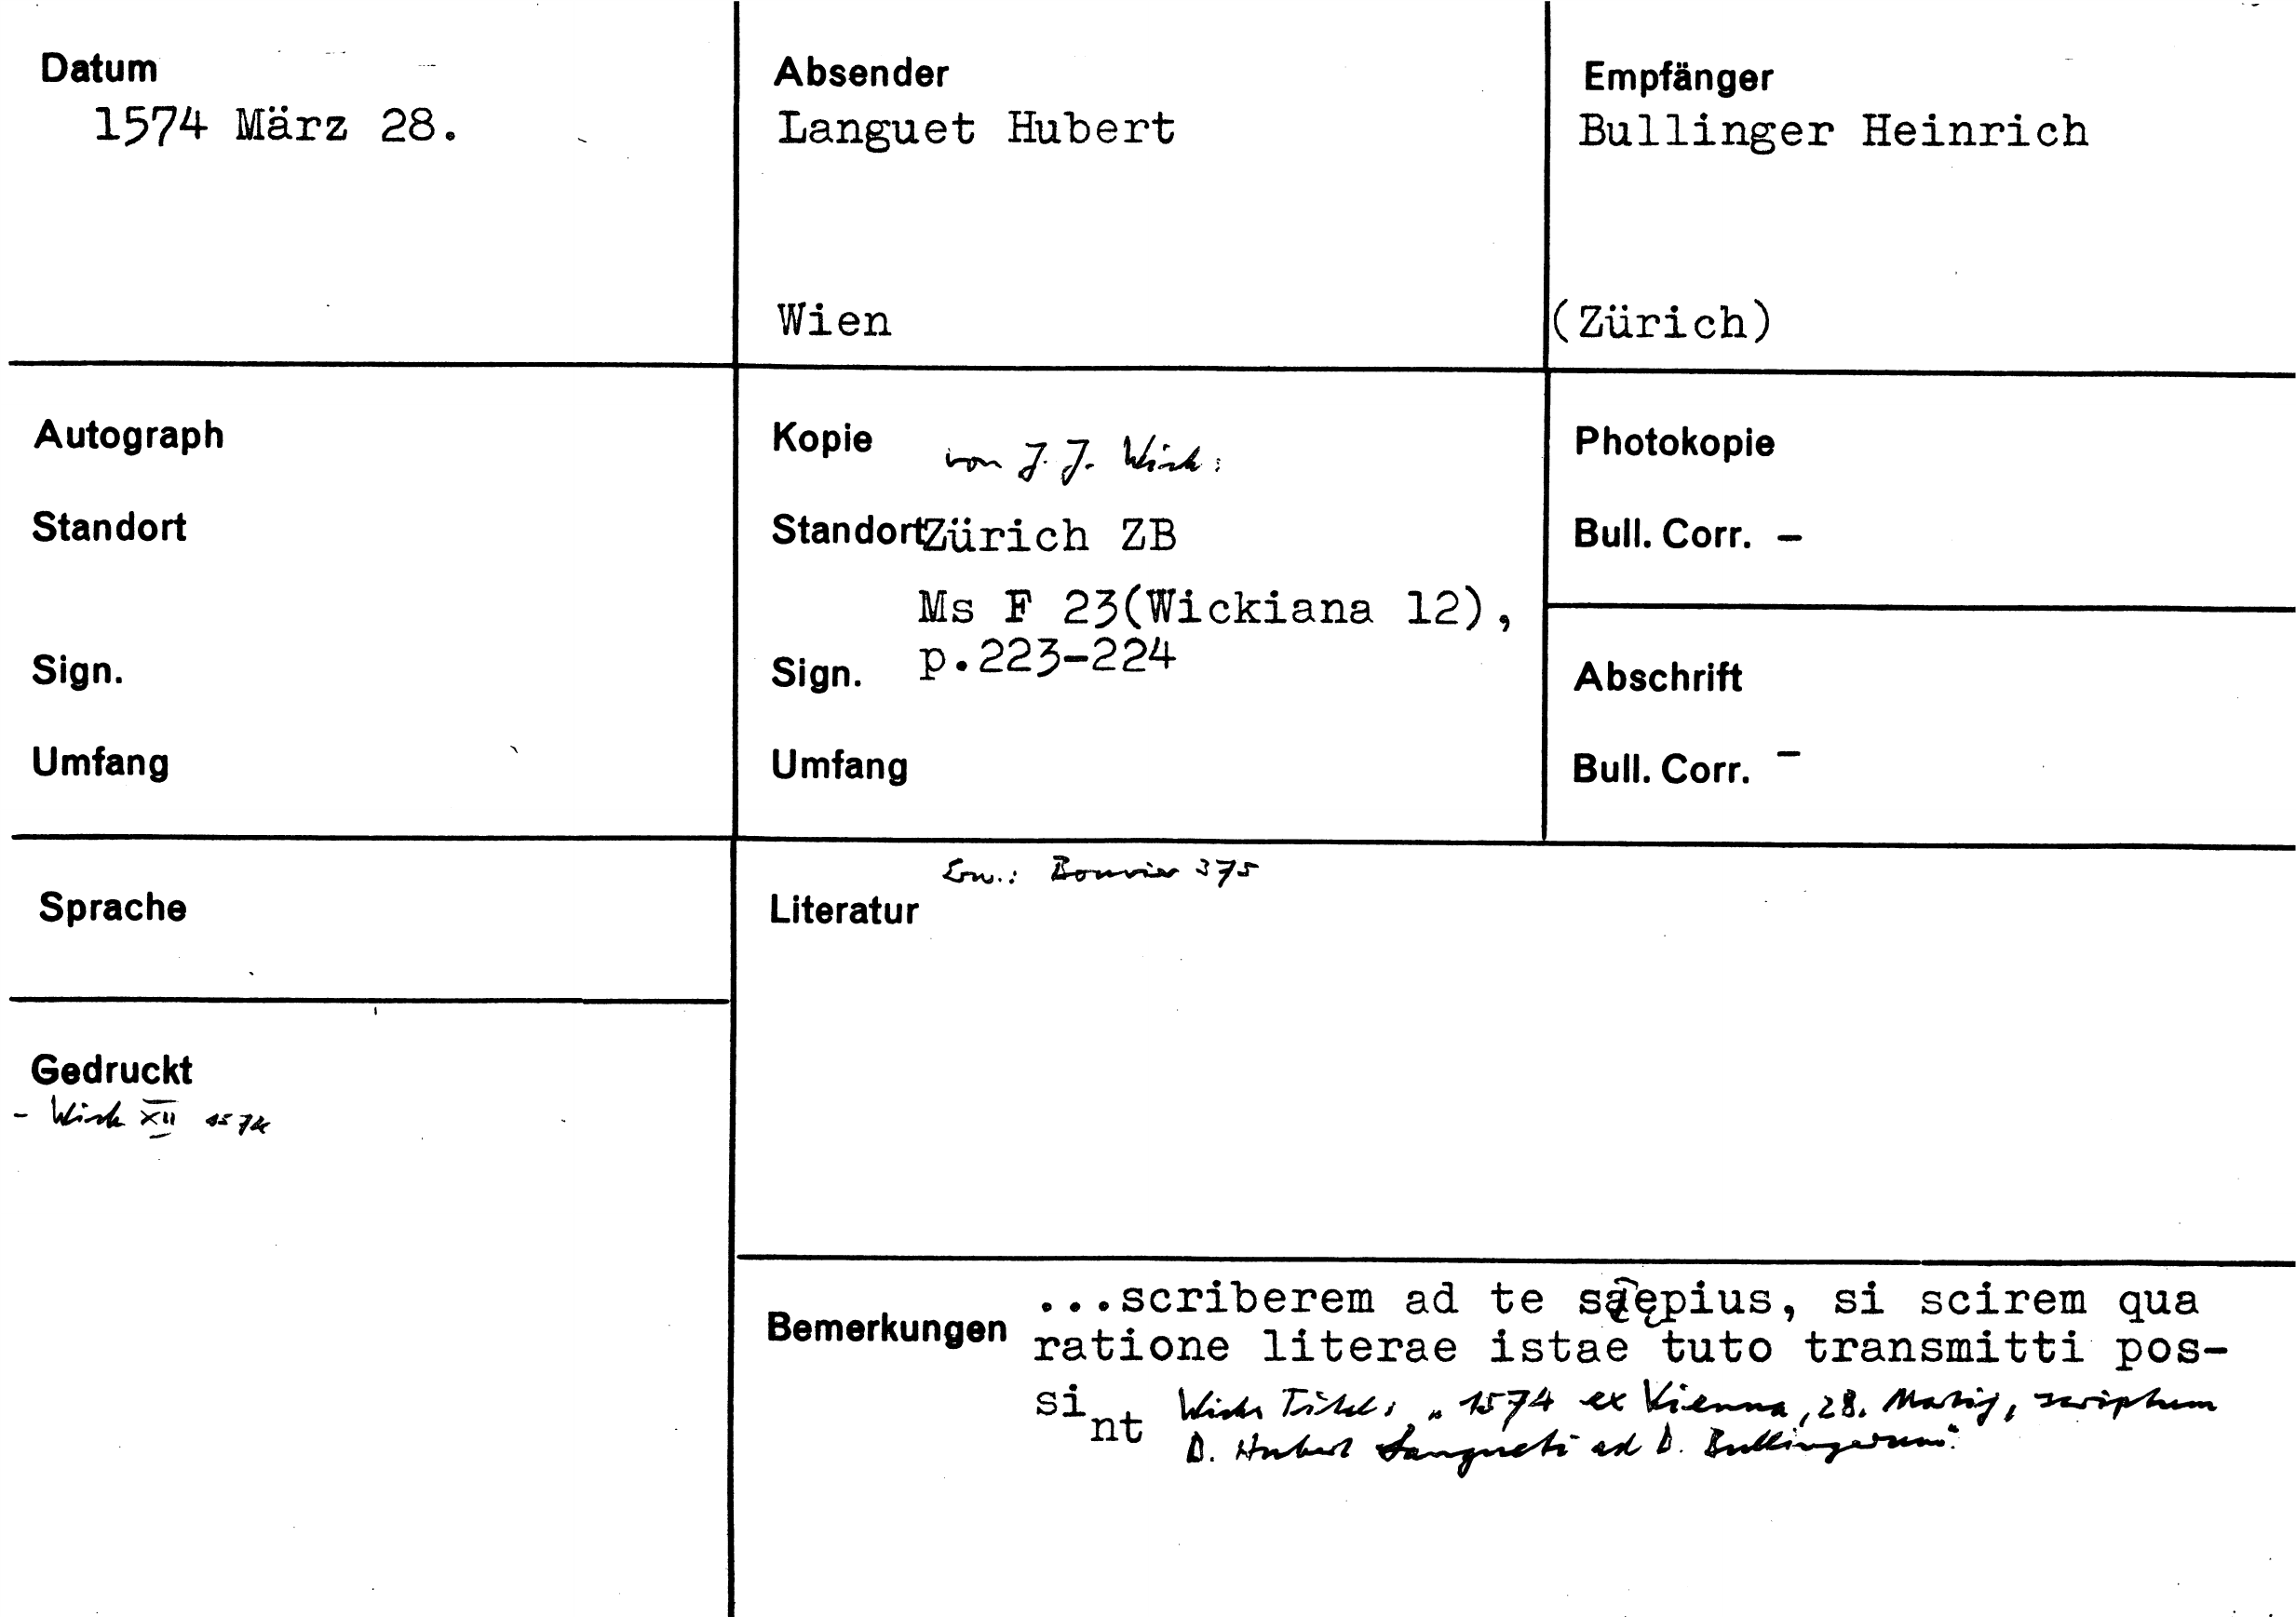 Datum
1574 März 28.
Absender
Languet Hubert
Wien
Empfänger
Bullinger Heinrich
(Zürich)
Autograph
Standort
Sign.
Umfang
Kopie von J. J. Wick:
Standort Zürich ZB
Ms F 23(Wickiana 12),
Sign. p.223-224
Umfang
Photokopie
Bull. Corr. –
Abschrift
Bull. Corr. –
Sprache
Gedruckt
- Wick XII 1574
Erw.: Bouvier 375
Literatur
Bemerkungen
...scriberem ad te saepius, si scirem qua
ratione literae istae tuto transmitti pos-
sint Wicks Titel: „1574 ex Vienna, 28. Martij, scriptum
D. Hubert Langueti ad D. Bullingerum."